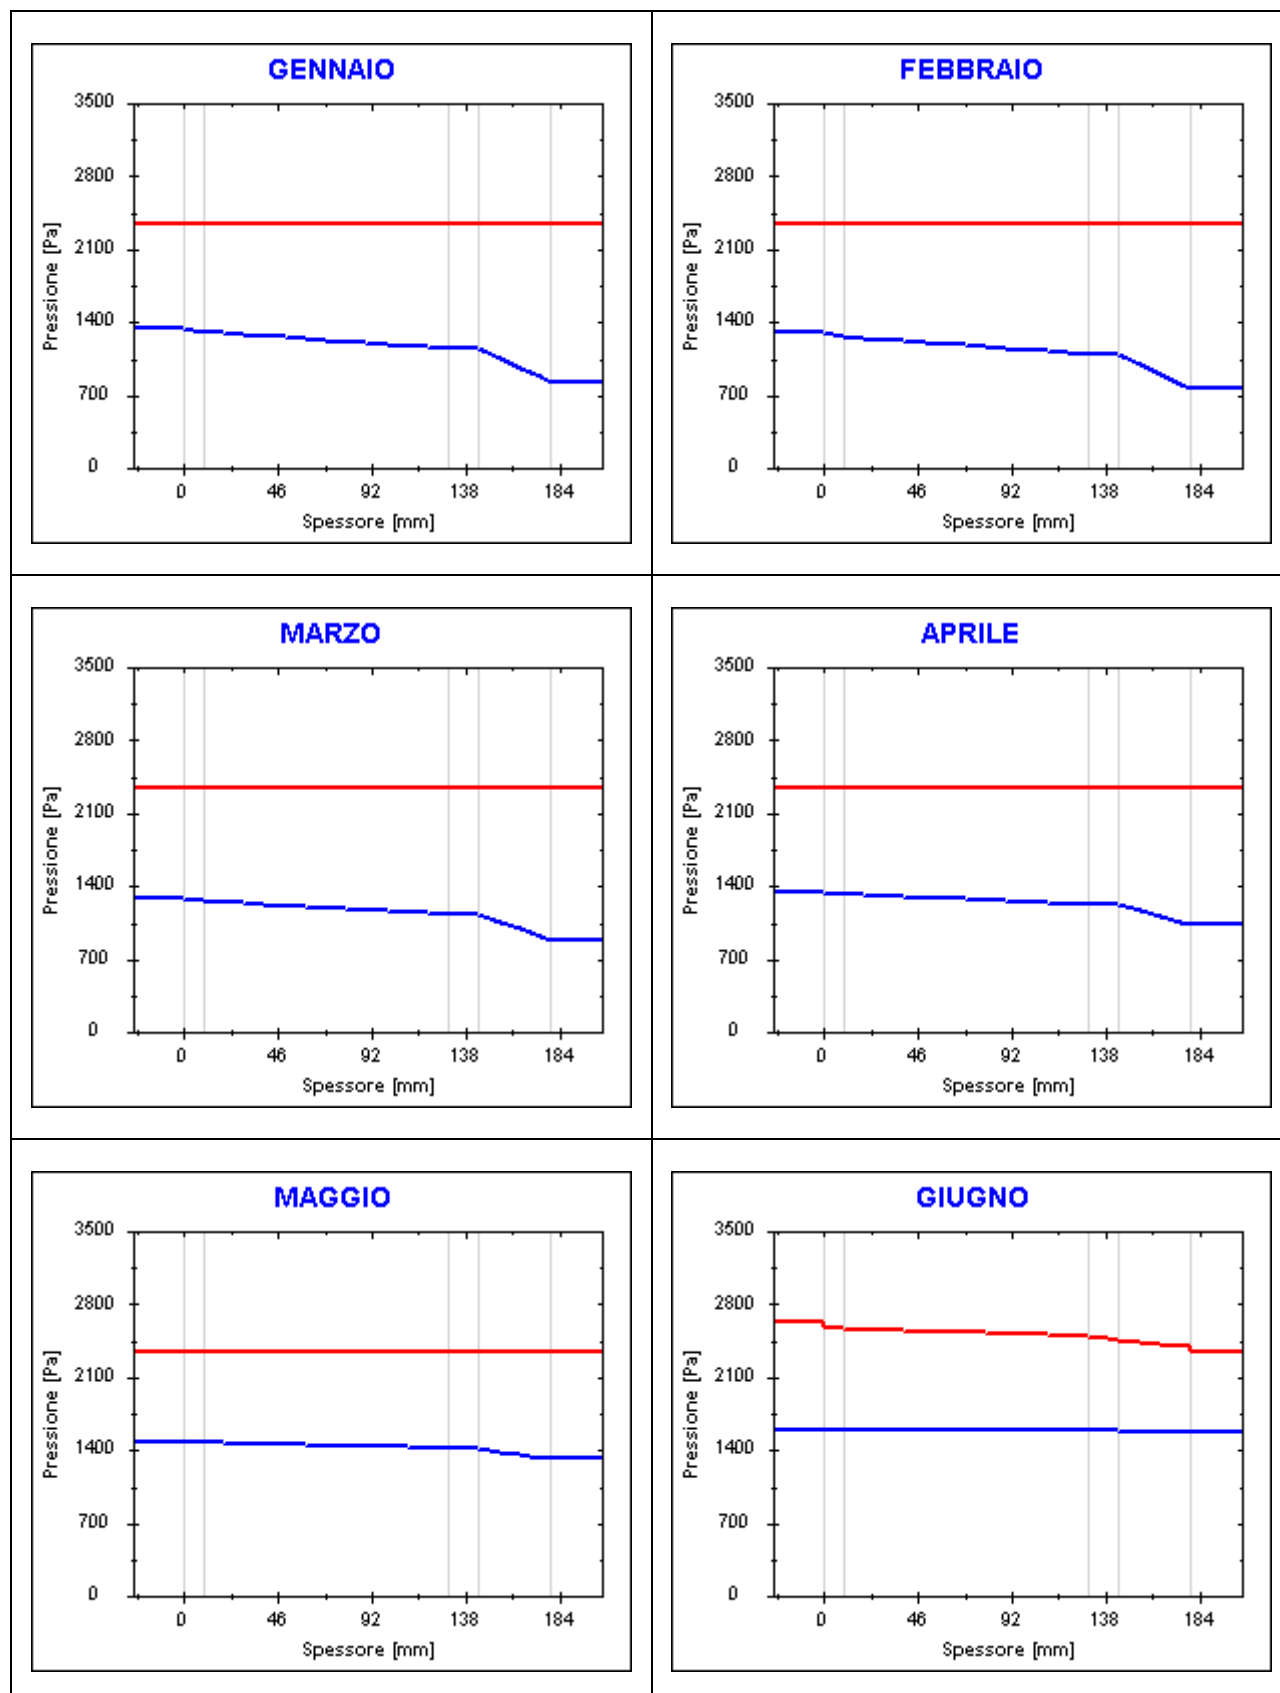 GENNAIO
3500
2800
2100
1400
700
0
Pressione [Pa]
0 46 92 138 184
Spessore [mm]
FEBBRAIO
3500
2800
2100
1400
700
0
Pressione [Pa]
0 46 92 138 184
Spessore [mm]
MARZO
3500
2800
2100
1400
700
0
Pressione [Pa]
0 46 92 138 184
Spessore [mm]
APRILE
3500
2800
2100
1400
700
0
Pressione [Pa]
0 46 92 138 184
Spessore [mm]
MAGGIO
3500
2800
2100
1400
700
0
Pressione [Pa]
0 46 92 138 184
Spessore [mm]
GIUGNO
3500
2800
2100
1400
700
0
Pressione [Pa]
0 46 92 138 184
Spessore [mm]